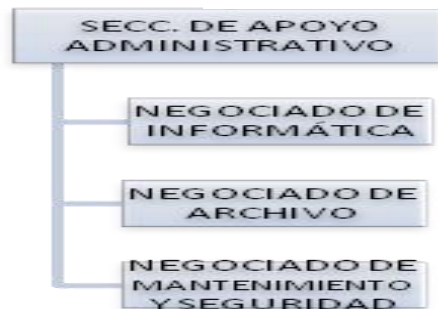 SECC. DE APOYO
ADMINISTRATIVO
NEGOCIADO DE
INFORMÁTICA
NEGOCIADO DE
ARCHIVO
NEGOCIADO DE
MANTENIMIENTO
Y SEGURIDAD